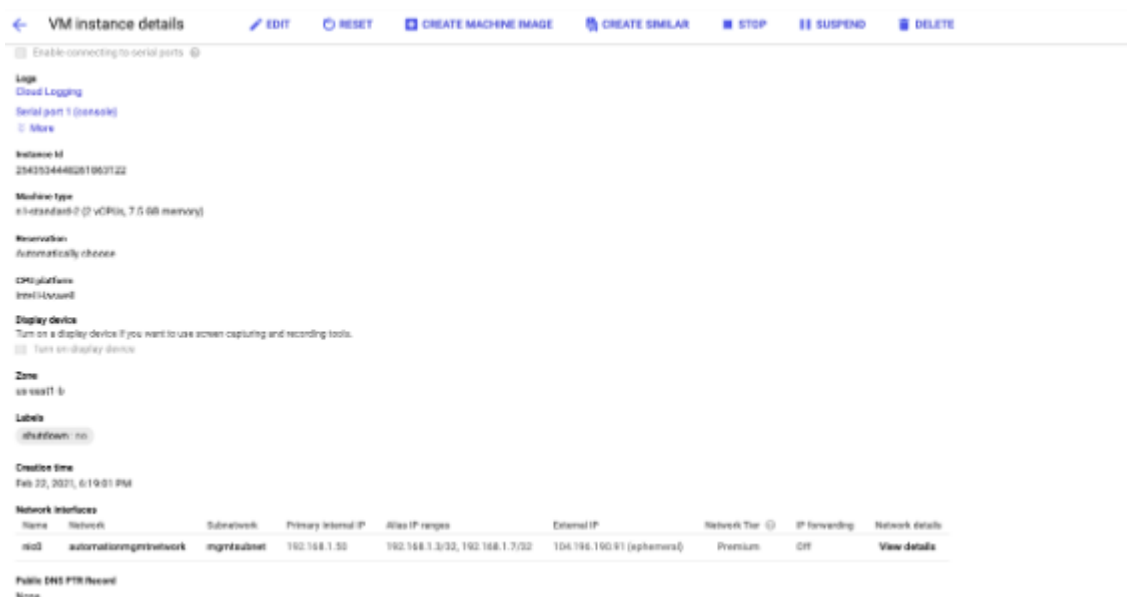 VM instance details EDIT RESET CREATE MACHINE IMAGE CREATE SIMILAR STOP SUSPEND DELETE
Enable connecting to serial ports
Logs
Cloud Logging
Serial port 1 (console)
More
Instance Id
Machine type
n1-standard-2 (2 vCPUs, 7.5 GB memory)
Reservation
Automatically choose
CPU platform
Intel Haswell
Display device
Turn on a display device if you want to use screen capturing and recording tools.
Turn on display device
Zone
us-east1-b
Labels
shutdown: no
Creation time
Feb 22, 2021, 6:19:01 PM
Network interfaces
Name Network Subnetwork Primary internal IP Alias IP ranges External IP Network Tier IP forwarding Network details
nic0 automationmgmtnetwork mgmtsubnet 192.168.1.50 192.168.1.3/32, 192.168.1.7/32 104.196.190.91 (ephemeral) Premium Off View details
Public DNS PTR Record
None